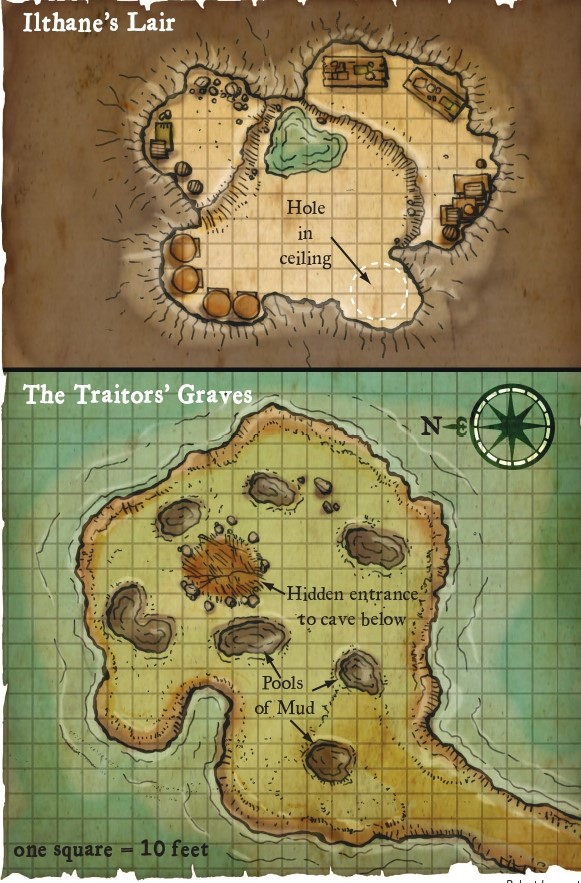 Ilthane's Lair
Hole
in
ceiling
The Traitors' Graves
N
Hidden entrance
to cave below
Pools
of Mud
one square = 10 feet